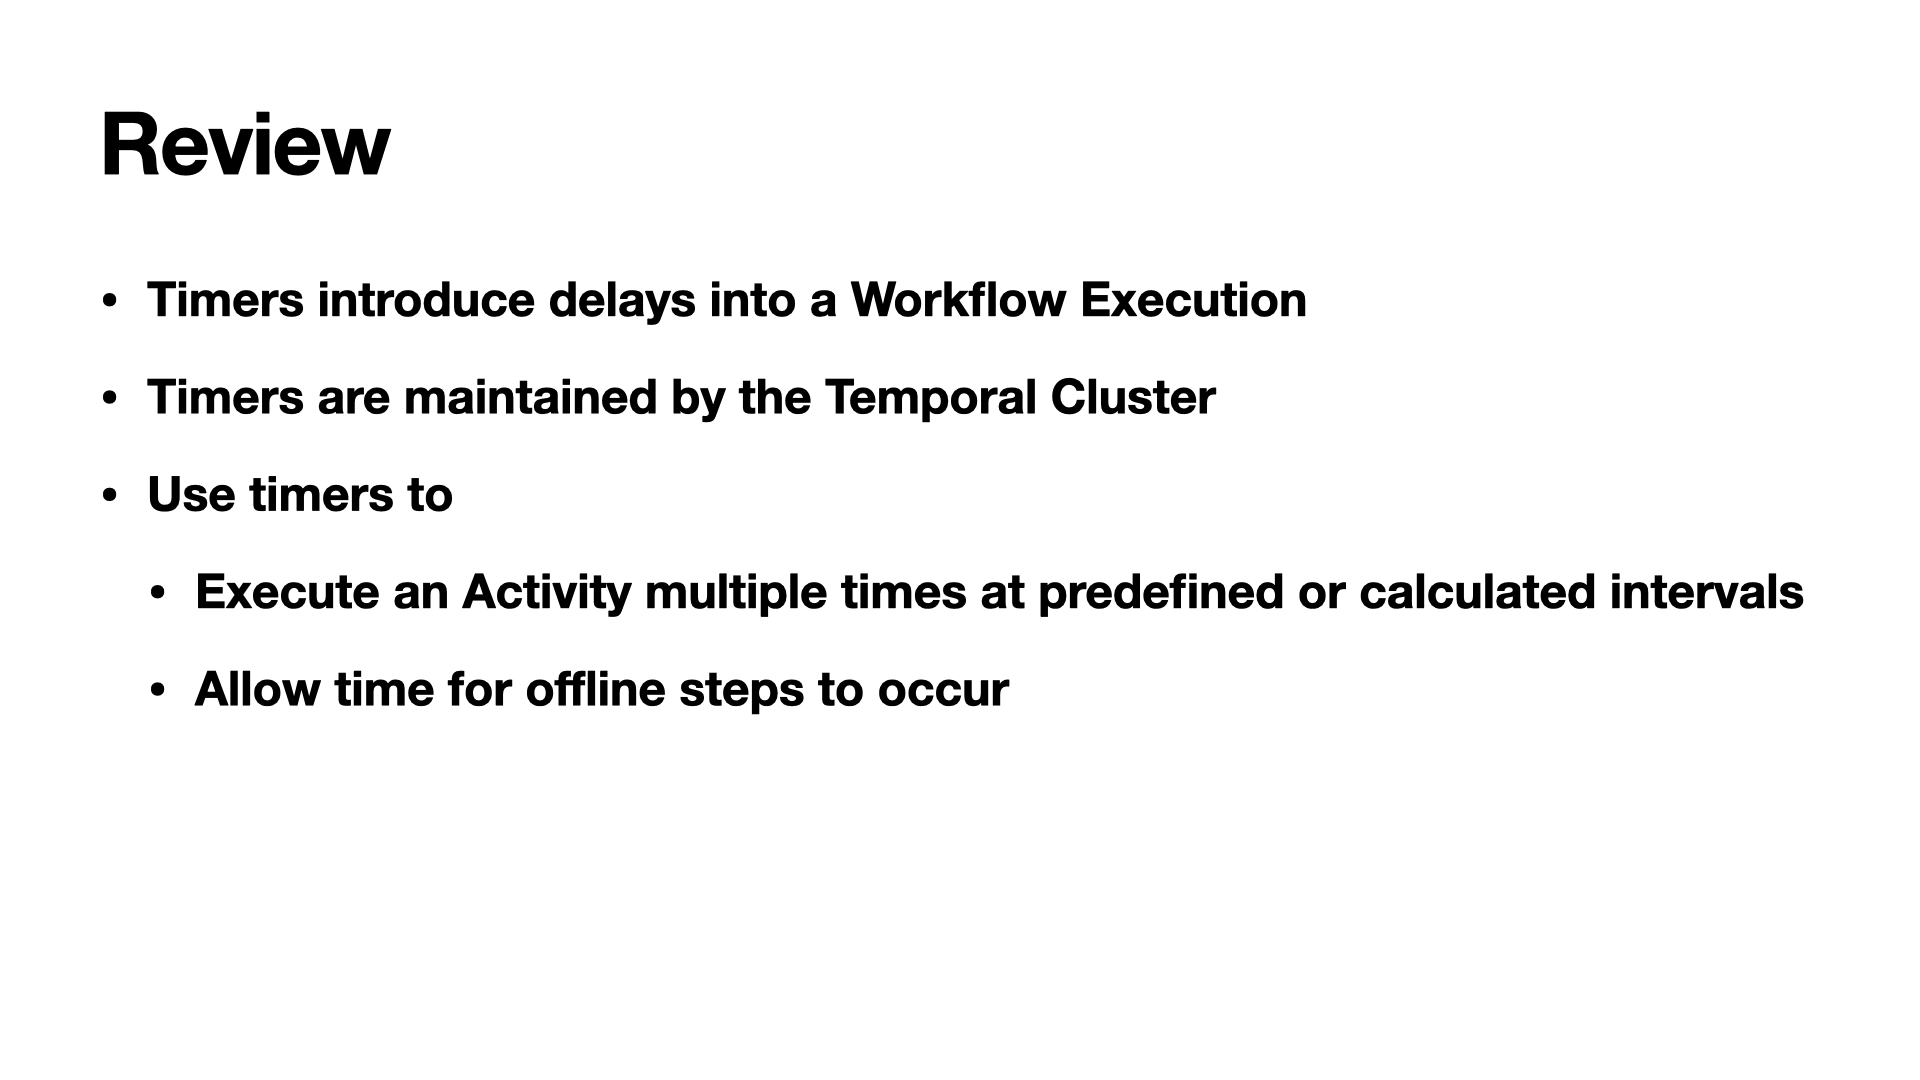 Review
• Timers introduce delays into a Workflow Execution
• Timers are maintained by the Temporal Cluster
• Use timers to
• Execute an Activity multiple times at predefined or calculated intervals
• Allow time for offline steps to occur